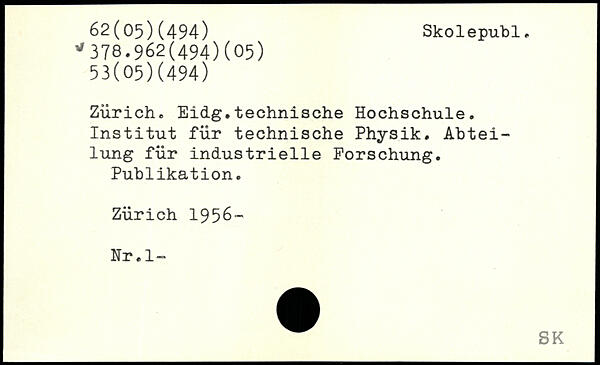 62(05)(494) Skolepubl.
378.962(494)(05)
53(05)(494)
Zürich. Eidg.technische Hochschule.
Institut für technische Physik. Abtei-
lung für industrielle Forschung.
Publikation.
Zürich 1956-
Nr.1-
SK